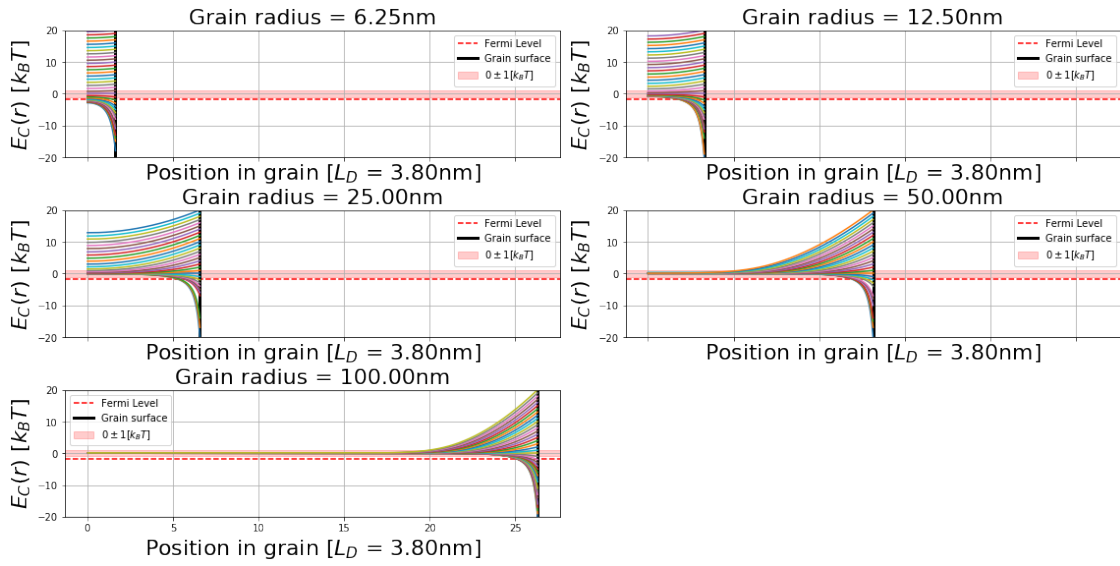 Grain radius = 6.25nm
20
10
0
−10
−20
E_C(r) [k_BT]
Fermi Level
Grain surface
0 ± 1[k_BT]
Position in grain [L_D = 3.80nm]
Grain radius = 12.50nm
20
10
0
−10
−20
E_C(r) [k_BT]
Fermi Level
Grain surface
0 ± 1[k_BT]
Position in grain [L_D = 3.80nm]
Grain radius = 25.00nm
20
10
0
−10
−20
E_C(r) [k_BT]
Fermi Level
Grain surface
0 ± 1[k_BT]
Position in grain [L_D = 3.80nm]
Grain radius = 50.00nm
20
10
0
−10
−20
E_C(r) [k_BT]
Fermi Level
Grain surface
0 ± 1[k_BT]
Position in grain [L_D = 3.80nm]
Grain radius = 100.00nm
20
10
0
−10
−20
E_C(r) [k_BT]
Fermi Level
Grain surface
0 ± 1[k_BT]
0 5 10 15 20 25
Position in grain [L_D = 3.80nm]